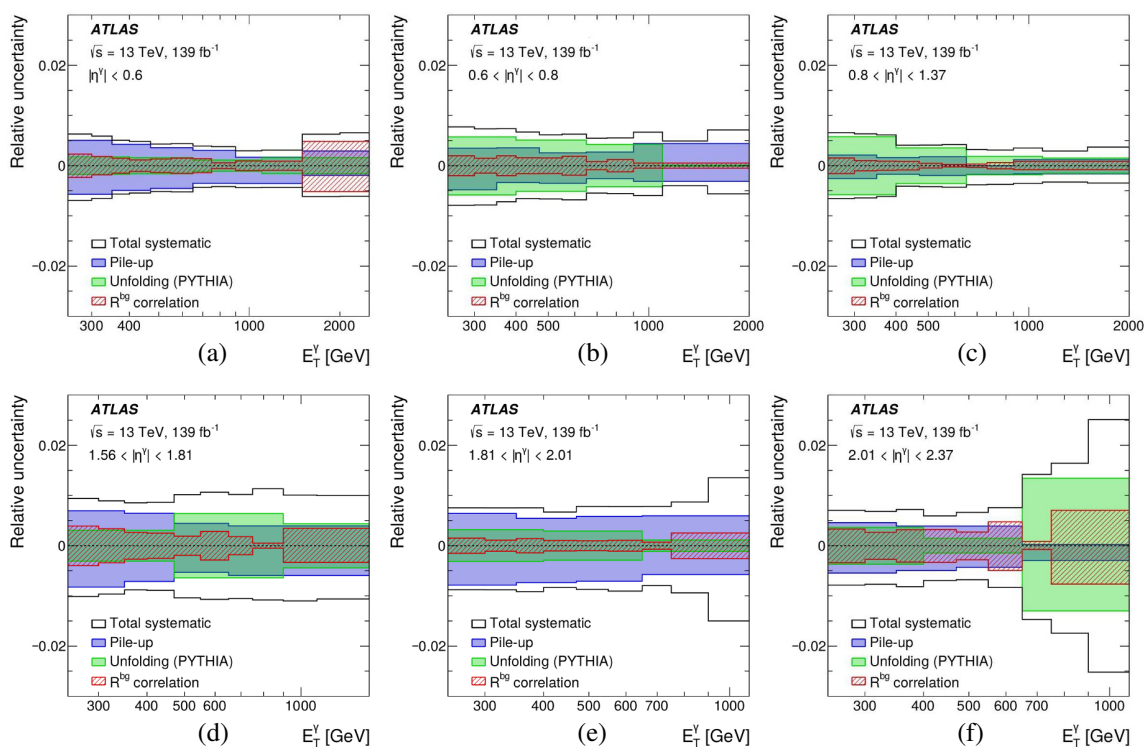 Relative uncertainty
ATLAS
√s = 13 TeV, 139 fb⁻¹
|η^γ| < 0.6
0.02
0
−0.02
Total systematic
Pile-up
Unfolding (PYTHIA)
R^bg correlation
300 400 1000 2000
E_T^γ [GeV]
(a)
Relative uncertainty
ATLAS
√s = 13 TeV, 139 fb⁻¹
0.6 < |η^γ| < 0.8
0.02
0
−0.02
Total systematic
Pile-up
Unfolding (PYTHIA)
R^bg correlation
300 400 500 1000 2000
E_T^γ [GeV]
(b)
Relative uncertainty
ATLAS
√s = 13 TeV, 139 fb⁻¹
0.8 < |η^γ| < 1.37
0.02
0
−0.02
Total systematic
Pile-up
Unfolding (PYTHIA)
R^bg correlation
300 400 500 1000 2000
E_T^γ [GeV]
(c)
Relative uncertainty
ATLAS
√s = 13 TeV, 139 fb⁻¹
1.56 < |η^γ| < 1.81
0.02
0
−0.02
Total systematic
Pile-up
Unfolding (PYTHIA)
R^bg correlation
300 400 500 600 1000
E_T^γ [GeV]
(d)
Relative uncertainty
ATLAS
√s = 13 TeV, 139 fb⁻¹
1.81 < |η^γ| < 2.01
0.02
0
−0.02
Total systematic
Pile-up
Unfolding (PYTHIA)
R^bg correlation
300 400 500 600 700 1000
E_T^γ [GeV]
(e)
Relative uncertainty
ATLAS
√s = 13 TeV, 139 fb⁻¹
2.01 < |η^γ| < 2.37
0.02
0
−0.02
Total systematic
Pile-up
Unfolding (PYTHIA)
R^bg correlation
300 400 500 600 700 1000
E_T^γ [GeV]
(f)